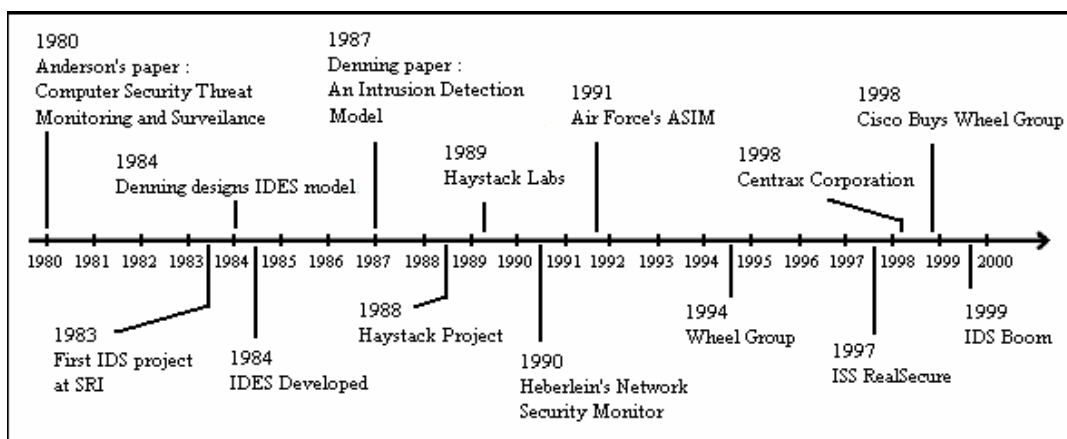 1980
Anderson's paper :
Computer Security Threat
Monitoring and Surveilance
1984
Denning designs IDES model
1987
Denning paper :
An Intrusion Detection
Model
1989
Haystack Labs
1991
Air Force's ASIM
1998
Centrax Corporation
1998
Cisco Buys Wheel Group
1980 1981 1982 1983 1984 1985 1986 1987 1988 1989 1990 1991 1992 1993 1994 1995 1996 1997 1998 1999 2000
1983
First IDS project
at SRI
1984
IDES Developed
1988
Haystack Project
1990
Heberlein's Network
Security Monitor
1994
Wheel Group
1997
ISS RealSecure
1999
IDS Boom